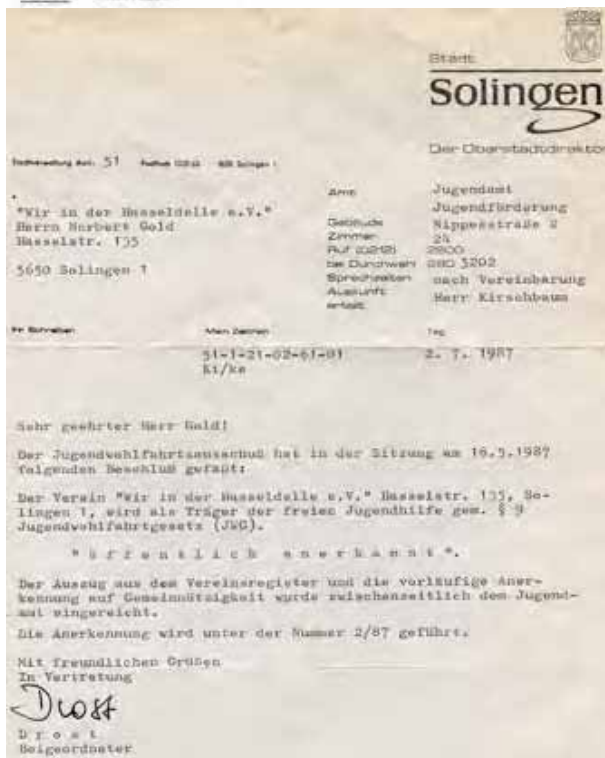 Stadt
Solingen
Der Oberstadtdirektor
51 Solingen 1
"Wir in der Hasseldelle e.V."
Herrn Norbert Gold
Hasselstr. 135
5650 Solingen 1
Amt Jugendamt
Jugendförderung
Gebäude Nippesstraße 2
Zimmer 24
Ruf (0212) 2900
bei Durchwahl 290 3202
Sprechzeiten nach Vereinbarung
Auskunft erteilt Herr Kirschbaum
Ihr Schreiben Mein Zeichen Tag
51-1-21-02-61-01 2. 7. 1987
Ki/ke
Sehr geehrter Herr Gold!
Der Jugendwohlfahrtsausschuß hat in der Sitzung am 16.5.1987
folgenden Beschluß gefaßt:
Der Verein "Wir in der Hasseldelle e.V." Hasselstr. 135, So-
lingen 1, wird als Träger der freien Jugendhilfe gem. § 9
Jugendwohlfahrtgesetz (JWG).
"ö f f e n t l i c h a n e r k a n n t".
Der Auszug aus dem Vereinsregister und die vorläufige Aner-
kennung auf Gemeinnützigkeit wurde zwischenzeitlich dem Jugend-
amt eingereicht.
Die Anerkennung wird unter der Nummer 2/87 geführt.
Mit freundlichen Grüßen
In Vertretung
Drost
D r o s t
Beigeordneter